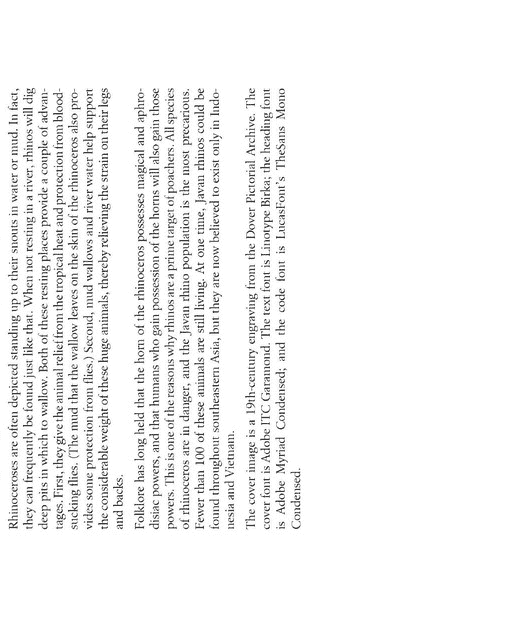 Rhinoceroses are often depicted standing up to their snouts in water or mud. In fact,
they can frequently be found just like that. When not resting in a river, rhinos will dig
deep pits in which to wallow. Both of these resting places provide a couple of advan-
tages. First, they give the animal relief from the tropical heat and protection from blood-
sucking flies. (The mud that the wallow leaves on the skin of the rhinoceros also pro-
vides some protection from flies.) Second, mud wallows and river water help support
the considerable weight of these huge animals, thereby relieving the strain on their legs
and backs.
Folklore has long held that the horn of the rhinoceros possesses magical and aphro-
disiac powers, and that humans who gain possession of the horns will also gain those
powers. This is one of the reasons why rhinos are a prime target of poachers. All species
of rhinoceros are in danger, and the Javan rhino population is the most precarious.
Fewer than 100 of these animals are still living. At one time, Javan rhinos could be
found throughout southeastern Asia, but they are now believed to exist only in Indo-
nesia and Vietnam.
The cover image is a 19th-century engraving from the Dover Pictorial Archive. The
cover font is Adobe ITC Garamond. The text font is Linotype Birka; the heading font
is Adobe Myriad Condensed; and the code font is LucasFont's TheSans Mono
Condensed.